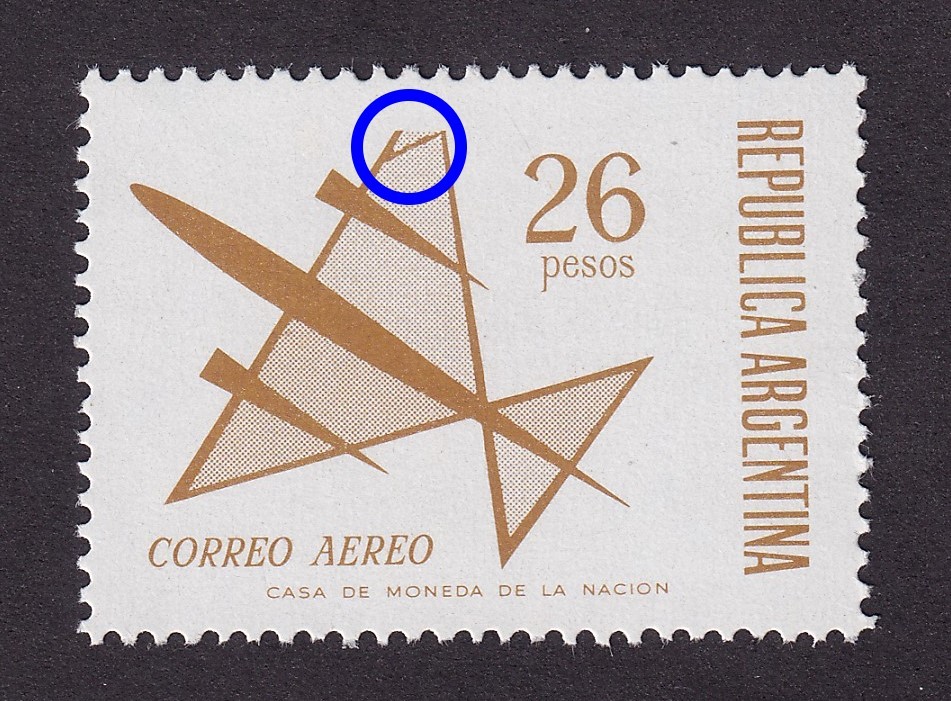 26
pesos
REPUBLICA ARGENTINA
CORREO AEREO
CASA DE MONEDA DE LA NACION